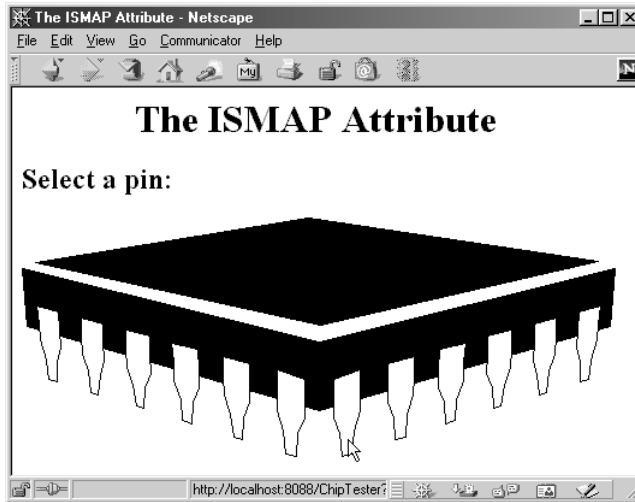 The ISMAP Attribute - Netscape
File Edit View Go Communicator Help
My
N
The ISMAP Attribute
Select a pin:
http://localhost:8088/ChipTester?